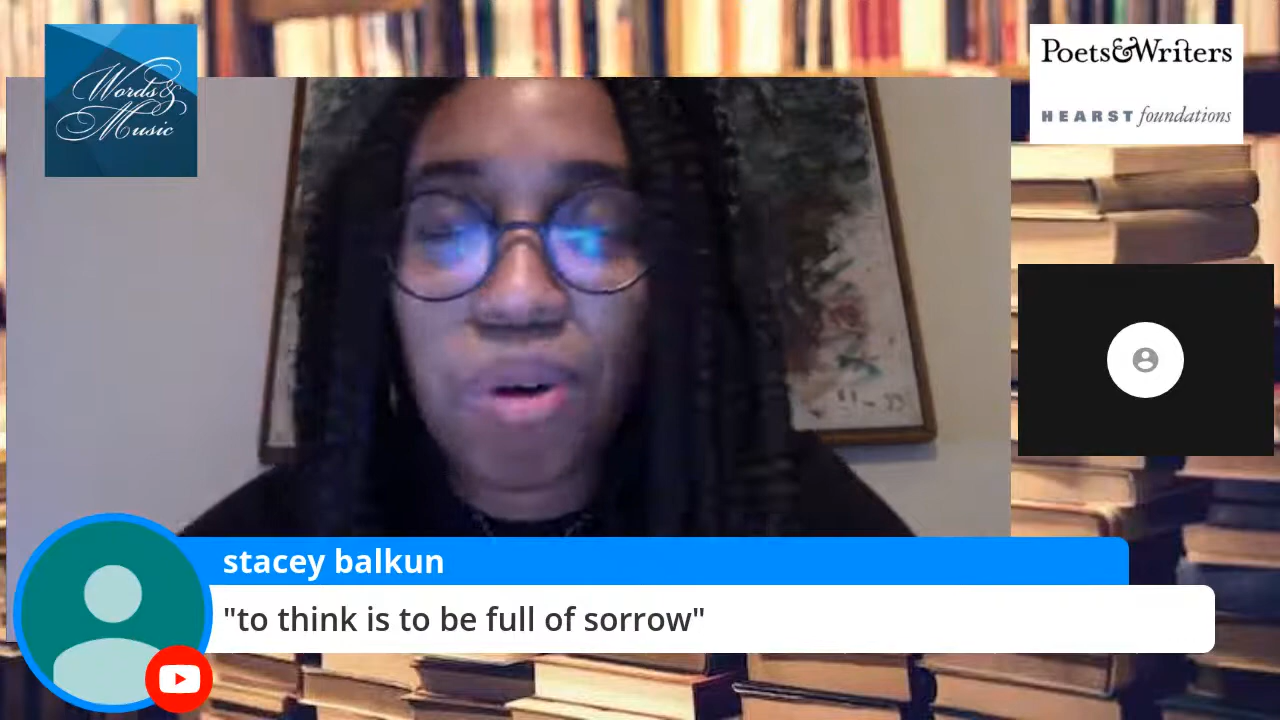 Words&
Music
Poets&Writers
HEARST foundations
stacey balkun
"to think is to be full of sorrow"